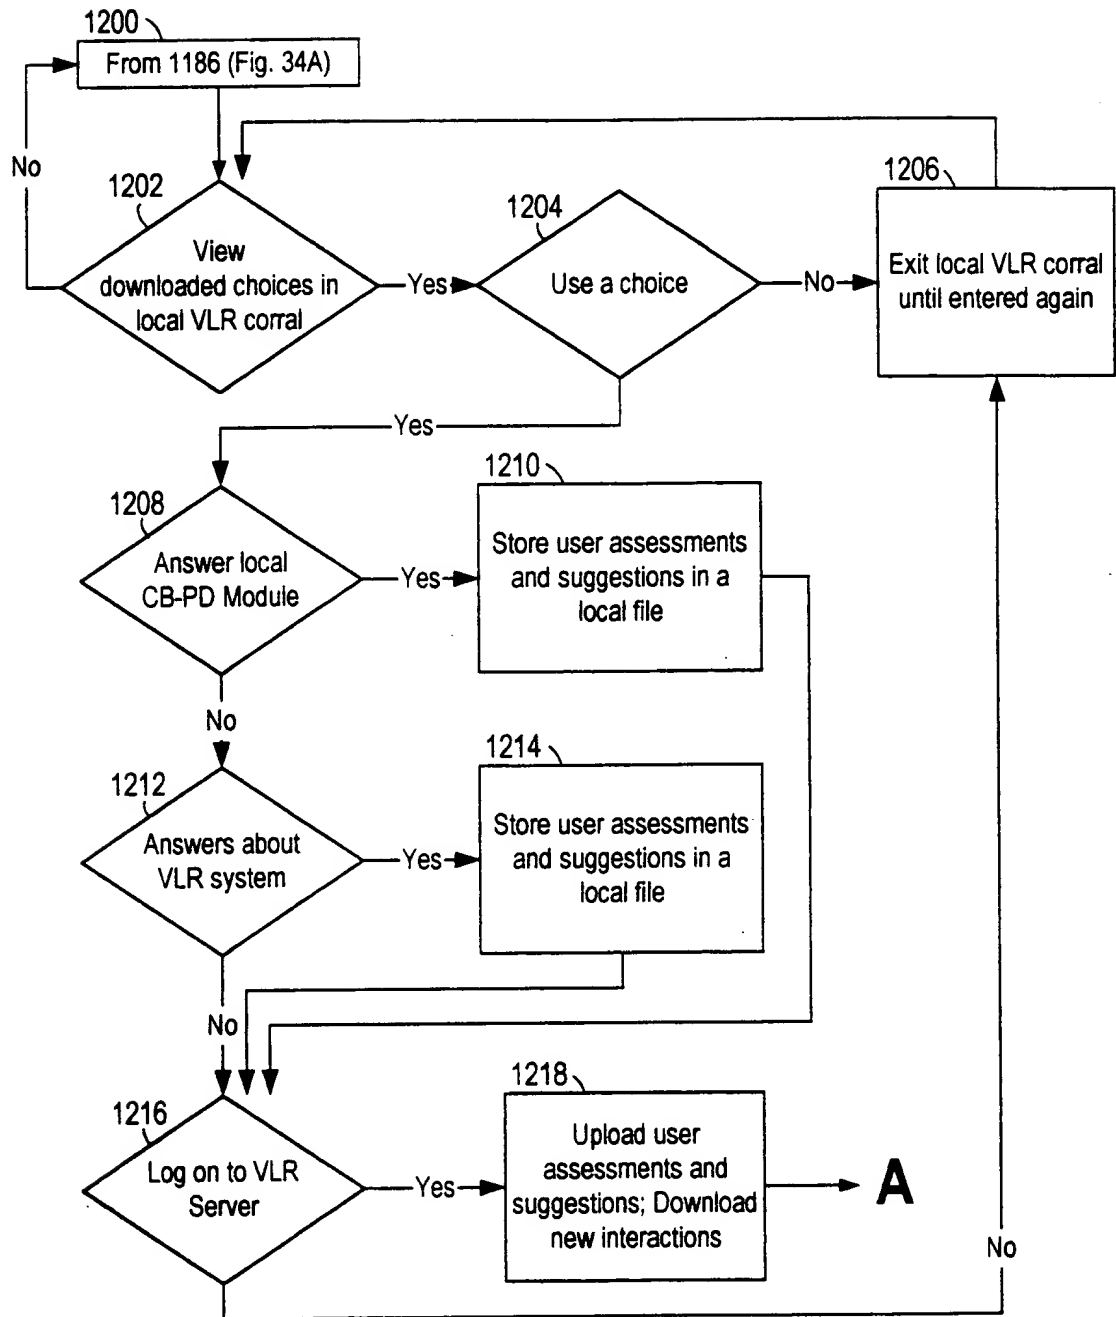 1200
From 1186 (Fig. 34A)
No
1202
View
downloaded choices in
local VLR corral
Yes
1204
Use a choice
No
1206
Exit local VLR corral
until entered again
Yes
1208
Answer local
CB-PD Module
Yes
1210
Store user assessments
and suggestions in a
local file
No
1212
Answers about
VLR system
Yes
1214
Store user assessments
and suggestions in a
local file
No
1216
Log on to VLR
Server
Yes
1218
Upload user
assessments and
suggestions; Download
new interactions
A
No